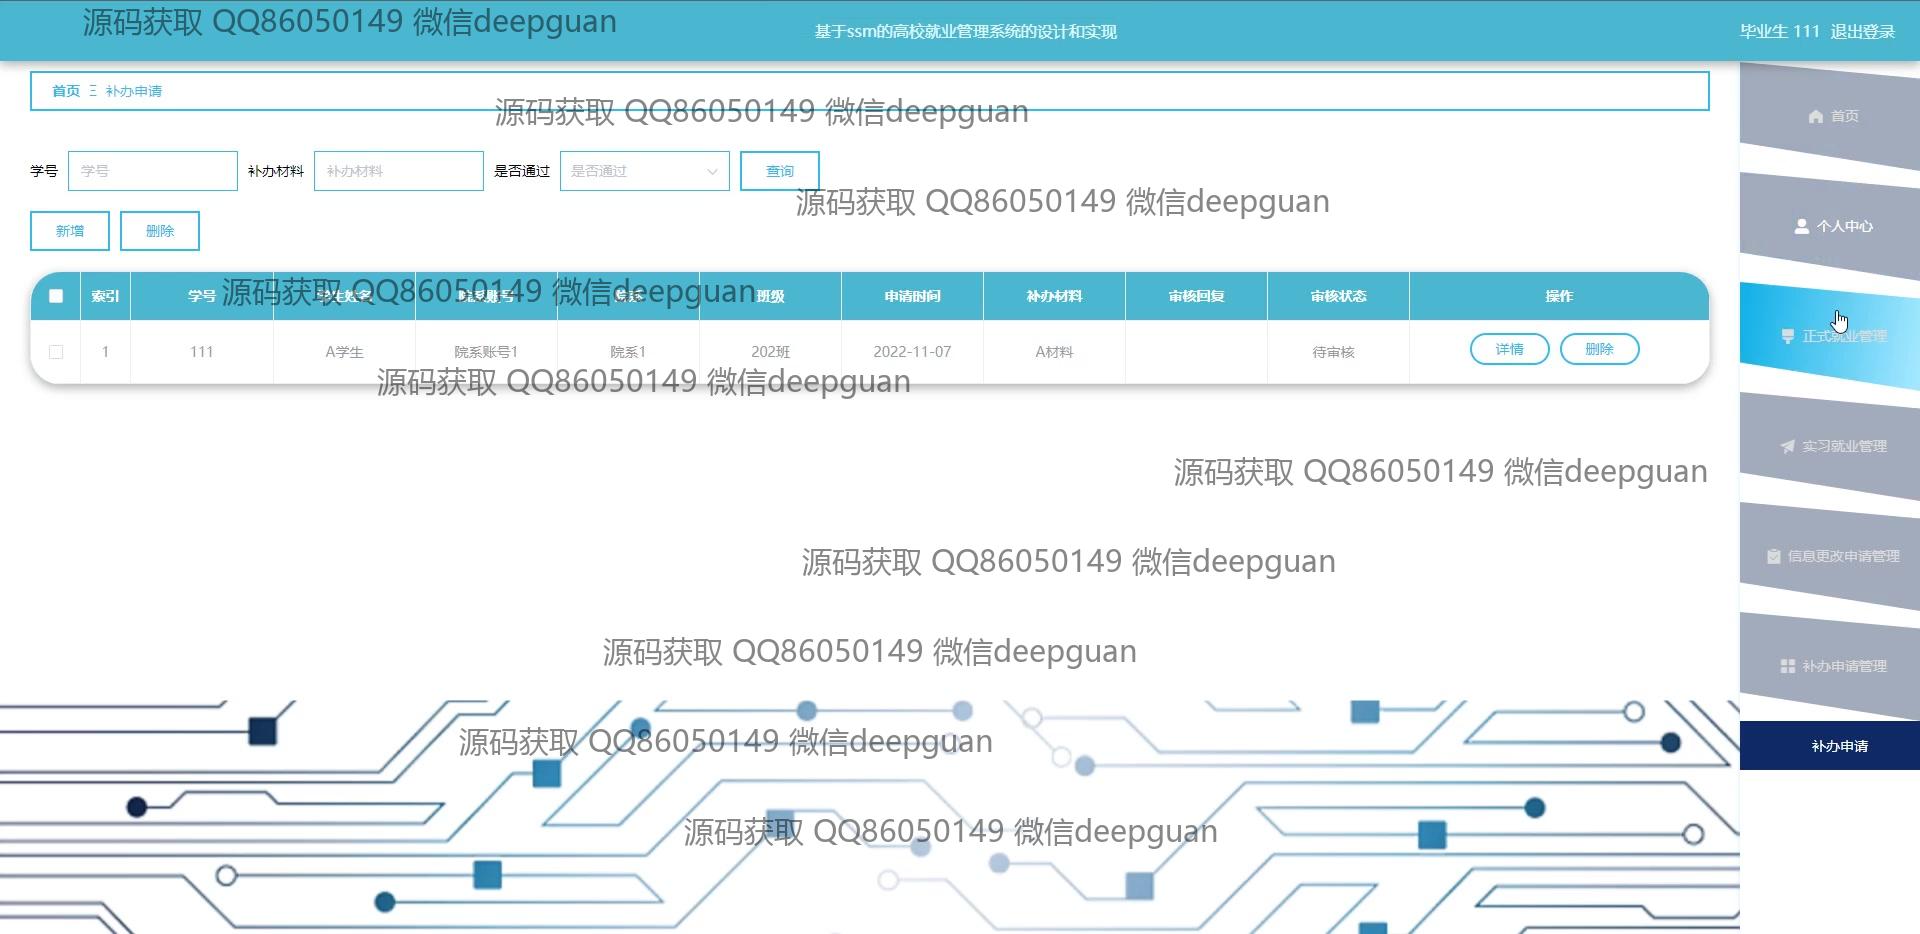 源码获取 QQ86050149 微信deepguan
基于ssm的高校就业管理系统的设计和实现
毕业生 111 退出登录
首页 Ξ 补办申请
源码获取 QQ86050149 微信deepguan
首页
学号 学号 补办材料 补办材料 是否通过 是否通过 查询
源码获取 QQ86050149 微信deepguan
个人中心
新增 删除
源码获取 QQ86050149 微信deepguan
索引 学号 学生姓名 院系账号 院系 班级 申请时间 补办材料 审核回复 审核状态 操作
正式就业管理
1 111 A学生 院系账号1 院系1 202班 2022-11-07 A材料 待审核 详情 删除
源码获取 QQ86050149 微信deepguan
实习就业管理
源码获取 QQ86050149 微信deepguan
源码获取 QQ86050149 微信deepguan
信息更改申请管理
源码获取 QQ86050149 微信deepguan
补办申请管理
源码获取 QQ86050149 微信deepguan
补办申请
源码获取 QQ86050149 微信deepguan